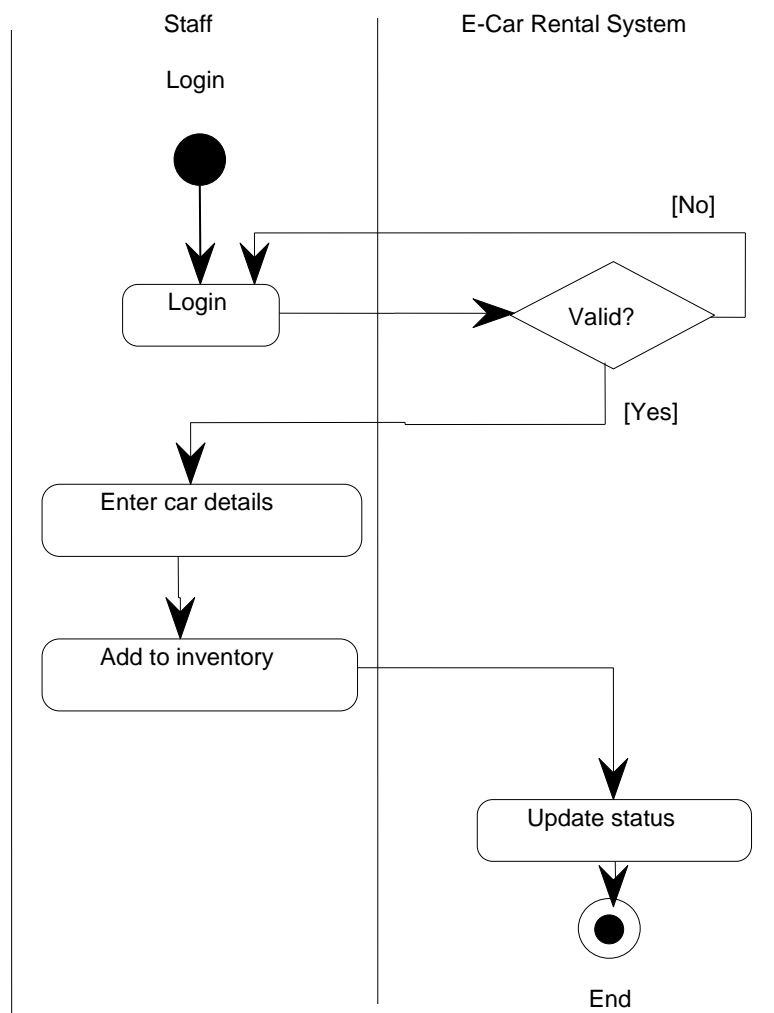 Staff
E-Car Rental System
Login
[No]
Login
Valid?
[Yes]
Enter car details
Add to inventory
Update status
End